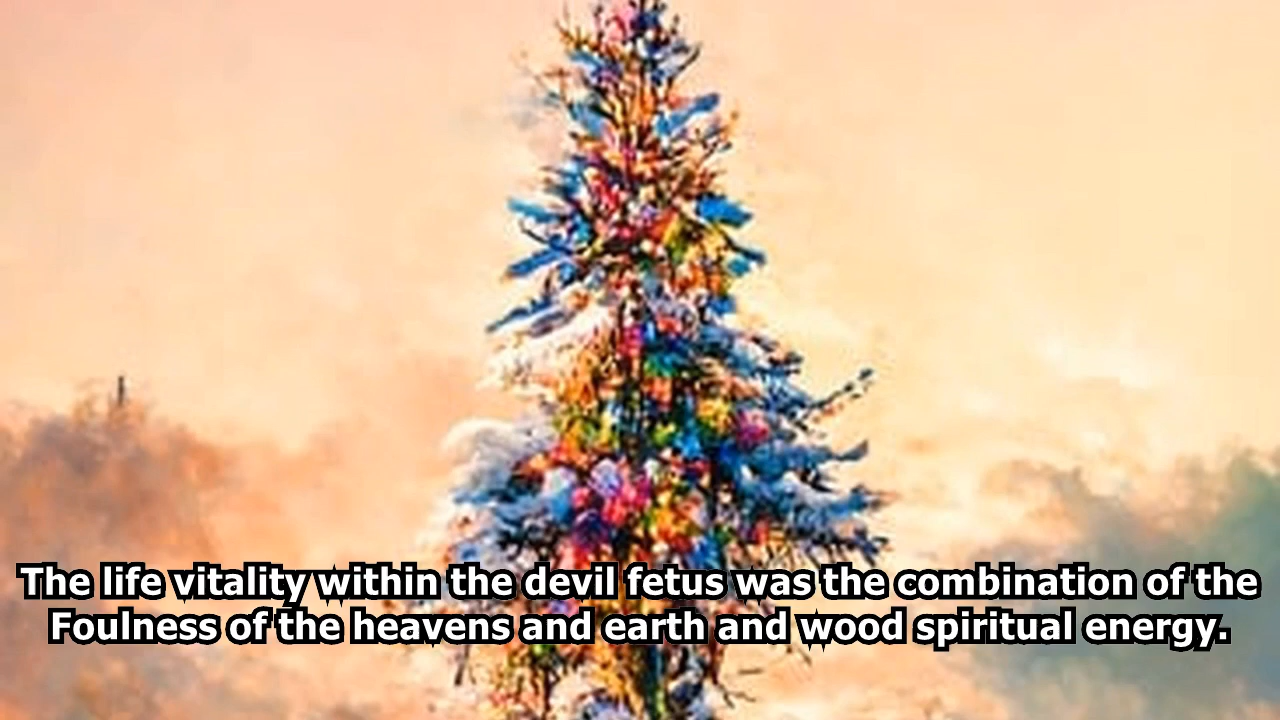 The life vitality within the devil fetus was the combination of the
Foulness of the heavens and earth and wood spiritual energy.